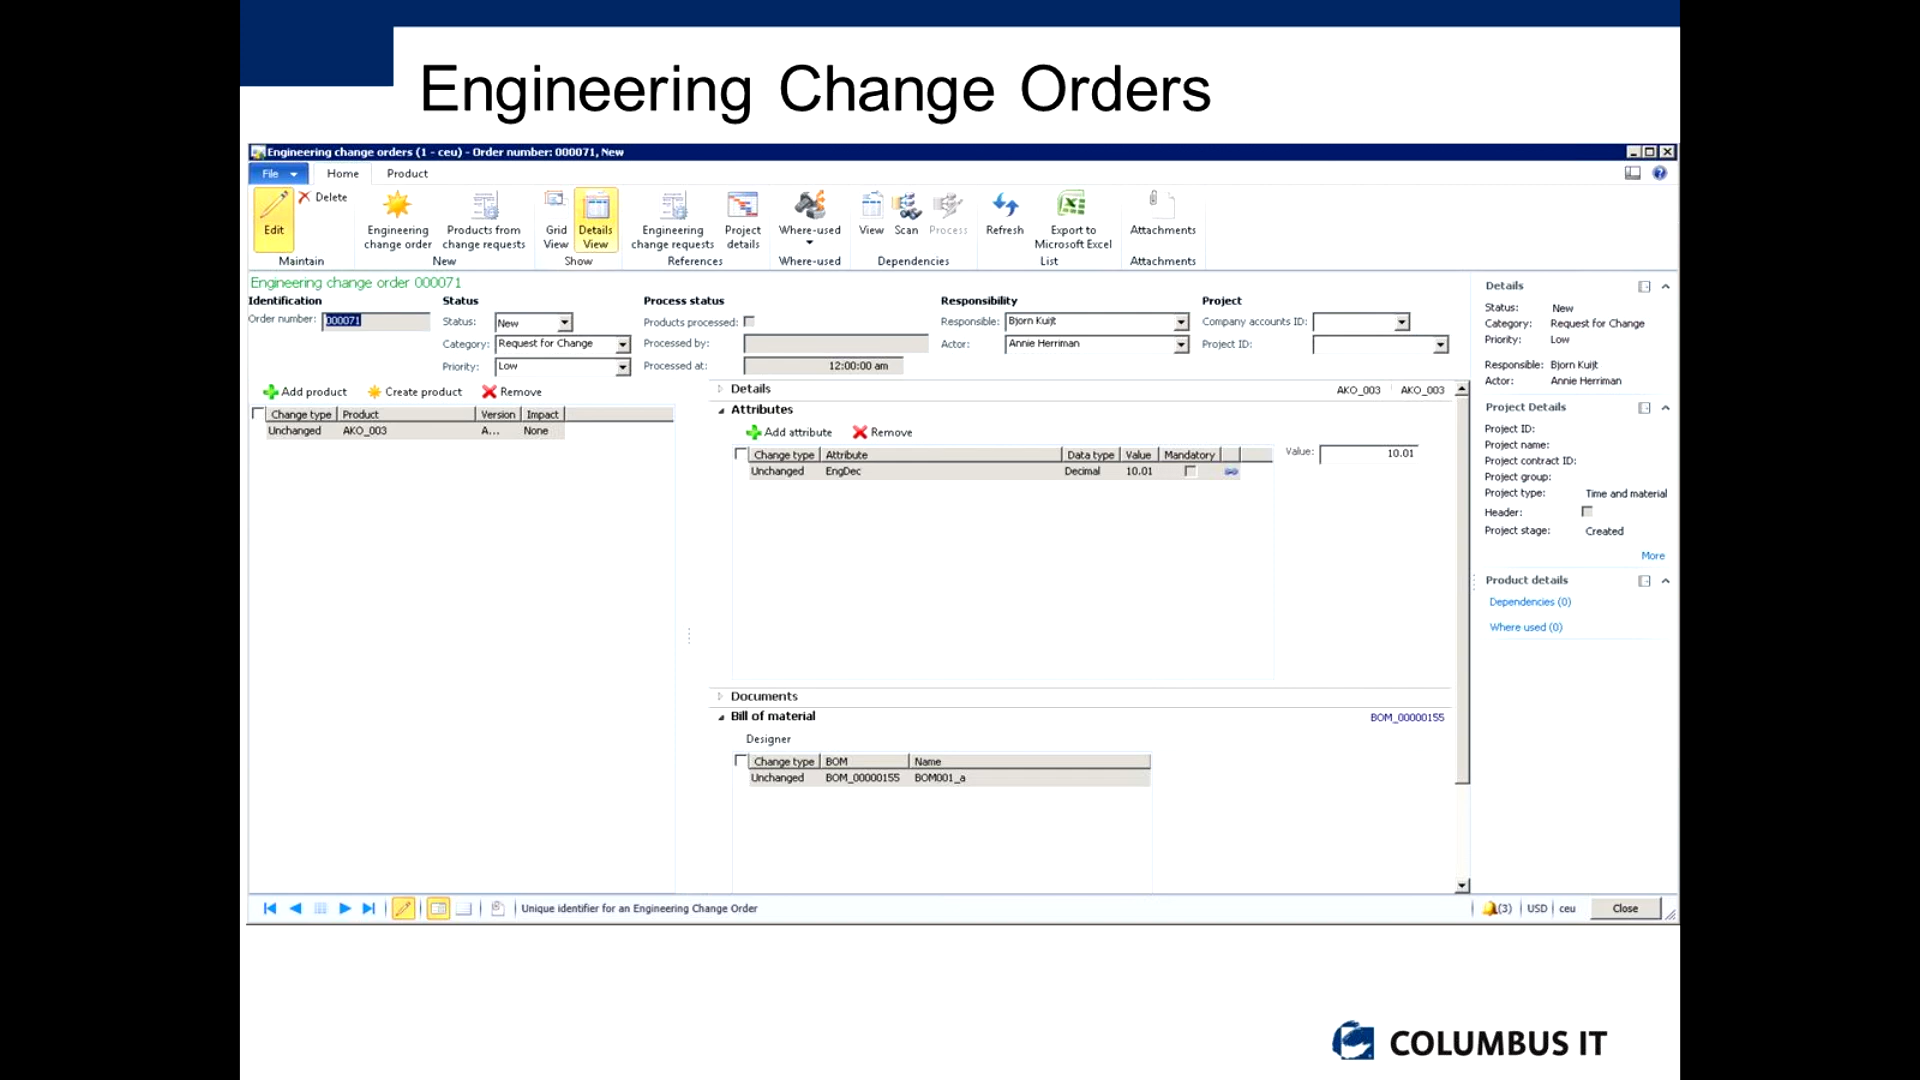 Engineering Change Orders
Engineering change orders (1 - ceu) - Order number: 000071, New
File Home Product
Edit
Delete
Maintain
Engineering change order
Products from change requests
New
Grid View
Details View
Show
Engineering change requests
Project details
References
Where-used
Where-used
View Scan Process
Dependencies
Refresh
Export to Microsoft Excel
List
Attachments
Attachments
Engineering change order 000071
Identification
Order number: 000071
Status
Status: New
Category: Request for Change
Priority: Low
Process status
Products processed:
Processed by:
Processed at: 12:00:00 am
Responsibility
Responsible: Bjorn Kuijt
Actor: Annie Herriman
Project
Company accounts ID:
Project ID:
Add product Create product Remove
Change type Product Version Impact
Unchanged AKO_003 A... None
Details AKO_003 AKO_003
Attributes
Add attribute Remove
Change type Attribute Data type Value Mandatory
Unchanged EngDec Decimal 10.01
Value: 10.01
Documents
Bill of material BOM_00000155
Designer
Change type BOM Name
Unchanged BOM_00000155 BOM001_a
Details
Status: New
Category: Request for Change
Priority: Low
Responsible: Bjorn Kuijt
Actor: Annie Herriman
Project Details
Project ID:
Project name:
Project contract ID:
Project group:
Project type: Time and material
Header:
Project stage: Created
More
Product details
Dependencies (0)
Where used (0)
Unique identifier for an Engineering Change Order
(3) USD ceu Close
COLUMBUS IT